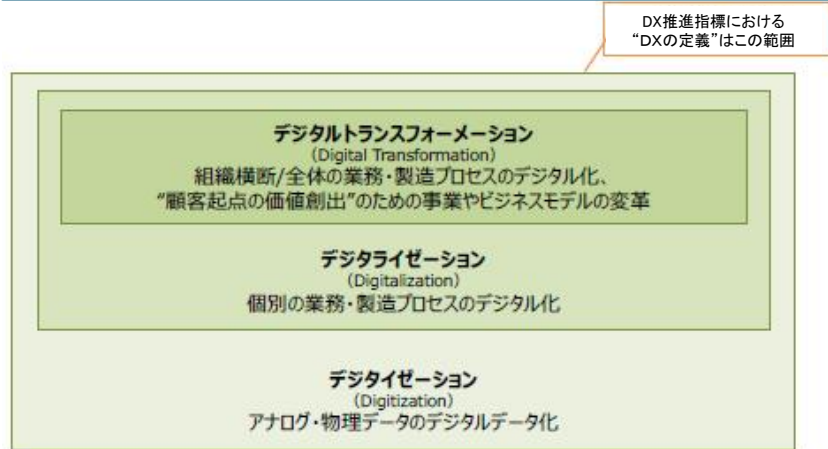 DX推進指標における
“DXの定義”はこの範囲
デジタルトランスフォーメーション
(Digital Transformation)
組織横断/全体の業務・製造プロセスのデジタル化、
“顧客起点の価値創出”のための事業やビジネスモデルの変革
デジタライゼーション
(Digitalization)
個別の業務・製造プロセスのデジタル化
デジタイゼーション
(Digitization)
アナログ・物理データのデジタルデータ化